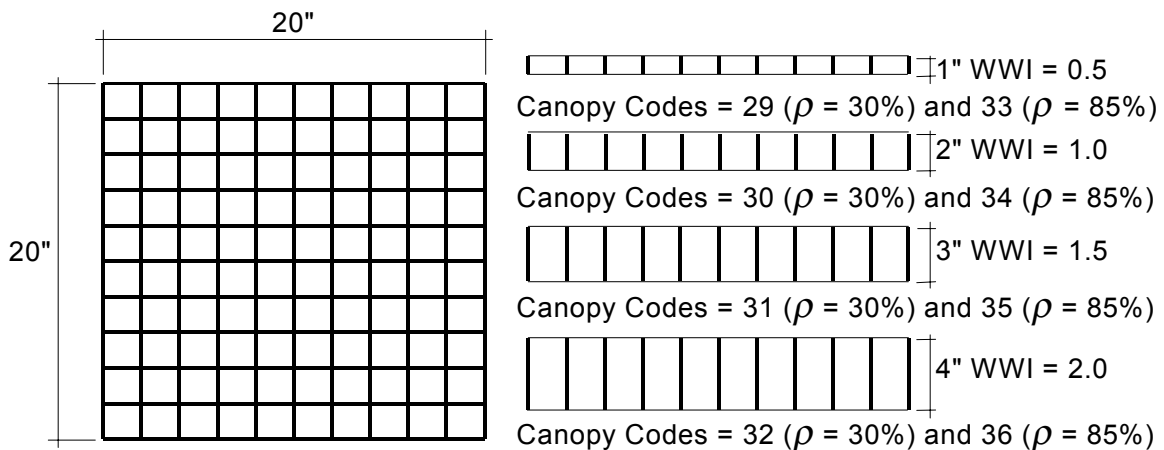 20"
20"
1" WWI = 0.5
Canopy Codes = 29 (ρ = 30%) and 33 (ρ = 85%)
2" WWI = 1.0
Canopy Codes = 30 (ρ = 30%) and 34 (ρ = 85%)
3" WWI = 1.5
Canopy Codes = 31 (ρ = 30%) and 35 (ρ = 85%)
4" WWI = 2.0
Canopy Codes = 32 (ρ = 30%) and 36 (ρ = 85%)